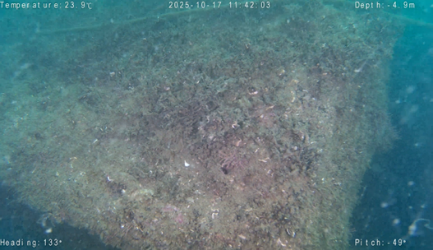 Temperature: 23.9℃ 2025-10-17 11:42:03 Depth: -4.9m
Heading: 133° Pitch: -49°